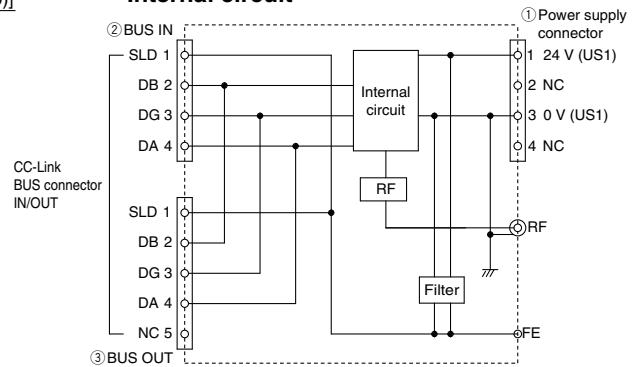 )]
Internal circuit
① Power supply
connector
② BUS IN
SLD 1
DB 2
DG 3
DA 4
Internal
circuit
1 24 V (US1)
2 NC
3 0 V (US1)
4 NC
CC-Link
BUS connector
IN/OUT
RF
SLD 1
DB 2
DG 3
DA 4
NC 5
RF
Filter
FE
③ BUS OUT